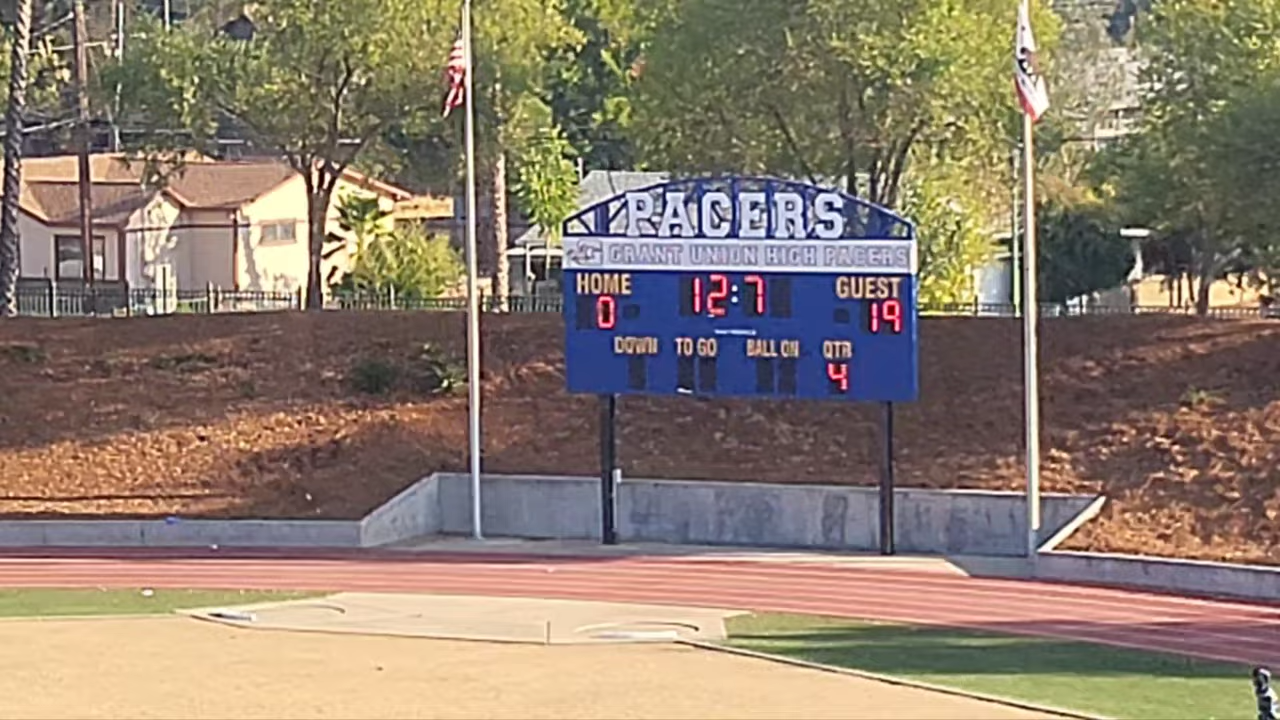 PACERS
GRANT UNION HIGH PACERS
HOME 12:7 GUEST
0 19
DOWN TO GO BALL ON QTR
4